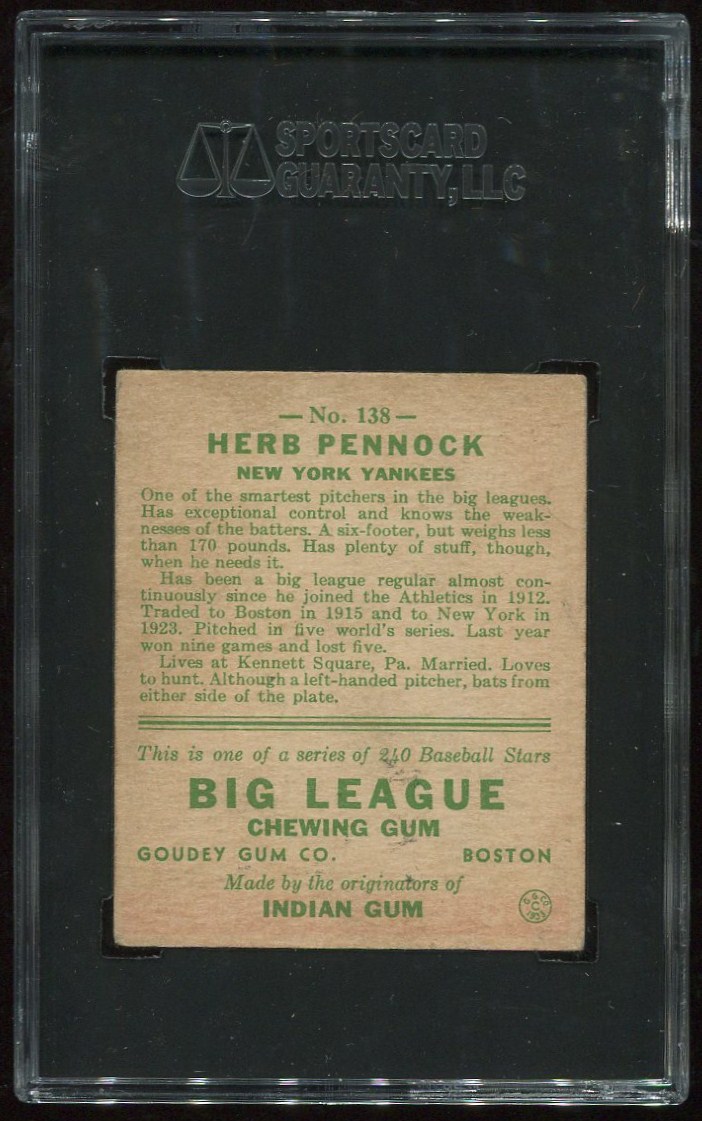 SPORTSCARD
GUARANTY, LLC
— No. 138 —
HERB PENNOCK
NEW YORK YANKEES
One of the smartest pitchers in the big leagues.
Has exceptional control and knows the weak-
nesses of the batters. A six-footer, but weighs less
than 170 pounds. Has plenty of stuff, though,
when he needs it.
Has been a big league regular almost con-
tinuously since he joined the Athletics in 1912.
Traded to Boston in 1915 and to New York in
1923. Pitched in five world's series. Last year
won nine games and lost five.
Lives at Kennett Square, Pa. Married. Loves
to hunt. Although a left-handed pitcher, bats from
either side of the plate.
This is one of a series of 240 Baseball Stars
BIG LEAGUE
CHEWING GUM
GOUDEY GUM CO. BOSTON
Made by the originators of
INDIAN GUM
G. G. CO.
C
1933